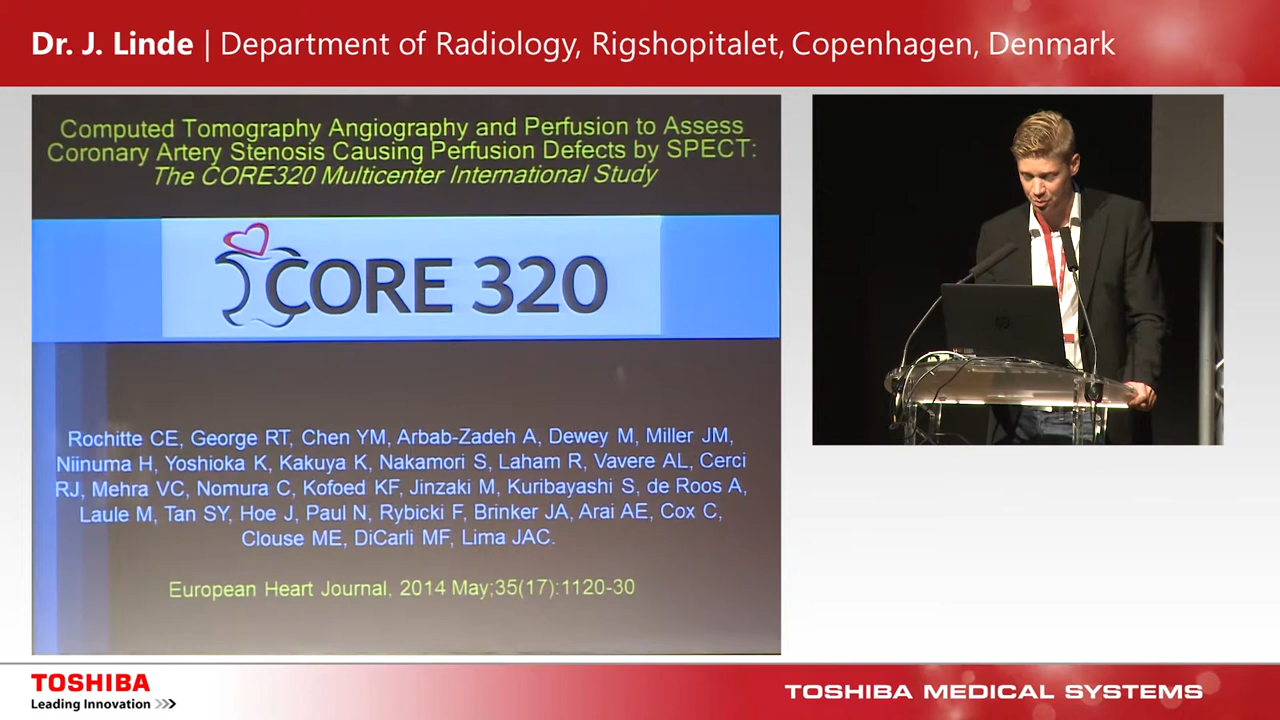 Dr. J. Linde | Department of Radiology, Rigshopitalet, Copenhagen, Denmark
Computed Tomography Angiography and Perfusion to Assess
Coronary Artery Stenosis Causing Perfusion Defects by SPECT:
The CORE320 Multicenter International Study
CORE 320
Rochitte CE, George RT, Chen YM, Arbab-Zadeh A, Dewey M, Miller JM,
Niinuma H, Yoshioka K, Kakuya K, Nakamori S, Laham R, Vavere AL, Cerci
RJ, Mehra VC, Nomura C, Kofoed KF, Jinzaki M, Kuribayashi S, de Roos A,
Laule M, Tan SY, Hoe J, Paul N, Rybicki F, Brinker JA, Arai AE, Cox C,
Clouse ME, DiCarli MF, Lima JAC.
European Heart Journal, 2014 May;35(17):1120-30
TOSHIBA
Leading Innovation >>>
TOSHIBA MEDICAL SYSTEMS